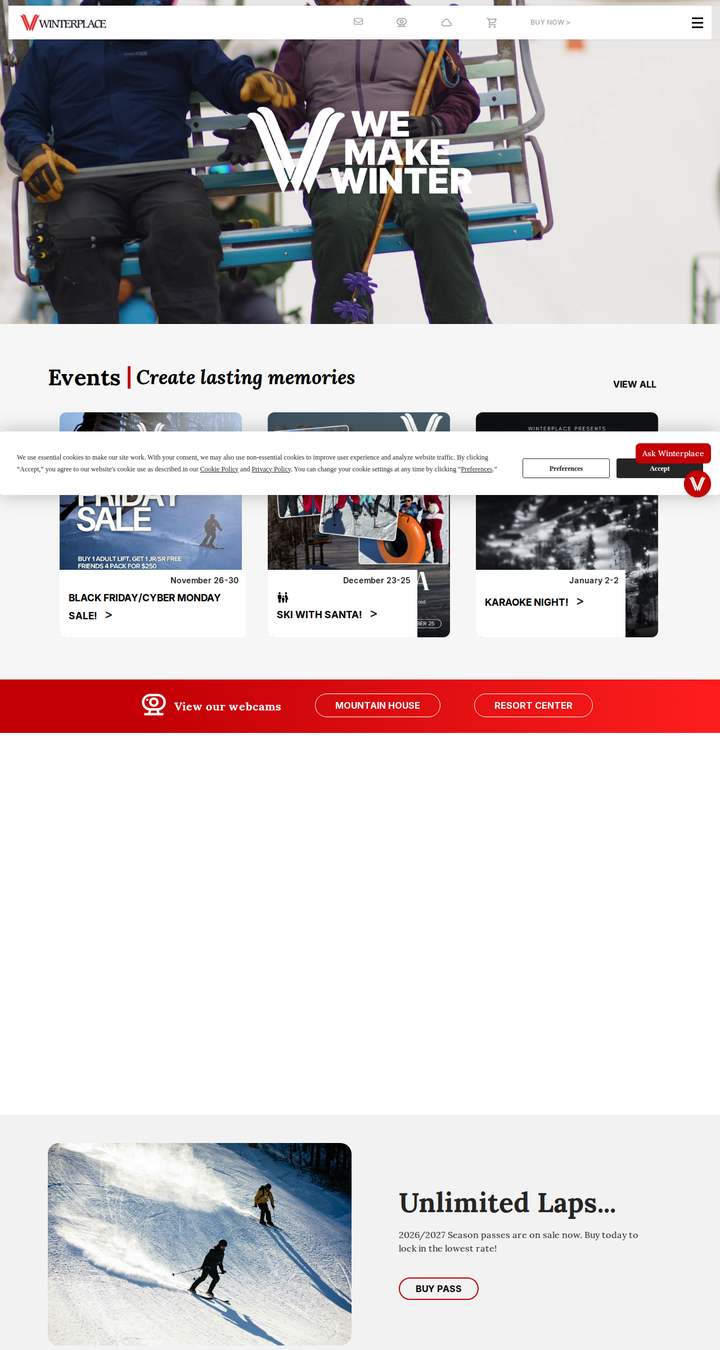 WINTERPLACE
BUY NOW >
WE
MAKE
WINTER
Events | Create lasting memories
VIEW ALL
WINTERPLACE PRESENTS
We use essential cookies to make our site work. With your consent, we may also use non-essential cookies to improve user experience and analyze website traffic. By clicking
"Accept," you agree to our website's cookie use as described in our Cookie Policy and Privacy Policy. You can change your cookie settings at any time by clicking "Preferences."
Preferences
Accept
Ask Winterplace
FRIDAY
SALE
BUY 1 ADULT LIFT, GET 1 JR/SR FREE
FRIENDS 4 PACK FOR $250
November 26-30
BLACK FRIDAY/CYBER MONDAY
SALE! >
December 23-25
SKI WITH SANTA! >
January 2-2
KARAOKE NIGHT! >
View our webcams
MOUNTAIN HOUSE
RESORT CENTER
Unlimited Laps...
2026/2027 Season passes are on sale now. Buy today to
lock in the lowest rate!
BUY PASS